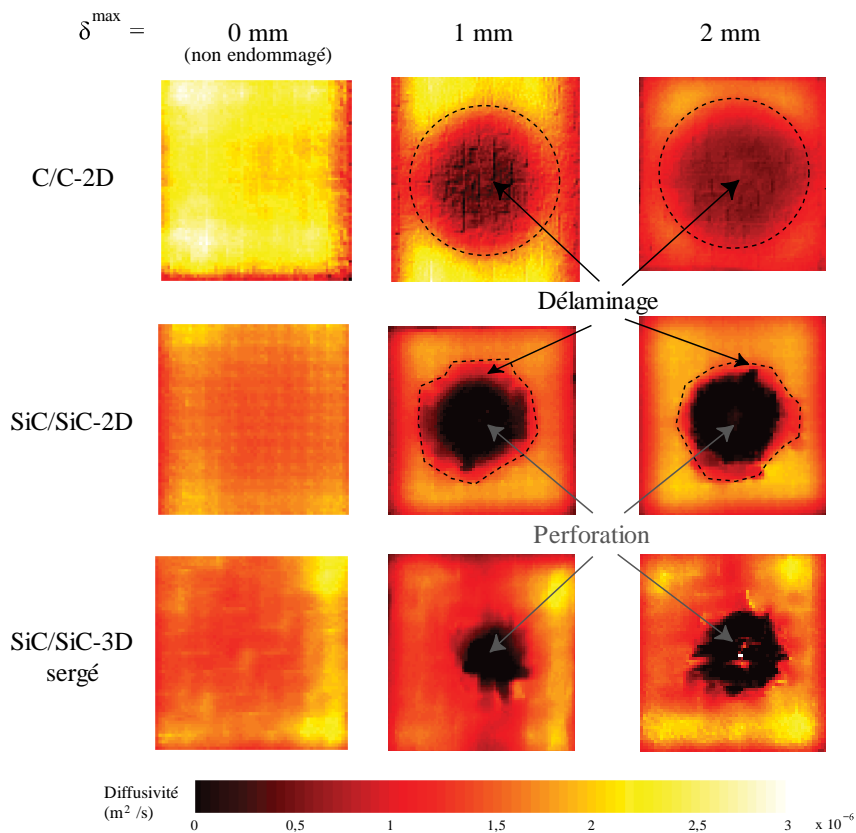 δmax = 0 mm 1 mm 2 mm
(non endommagé)
C/C-2D
Délaminage
SiC/SiC-2D
Perforation
SiC/SiC-3D
sergé
Diffusivité
(m² /s)
0 0,5 1 1,5 2 2,5 3 x 10⁻⁶